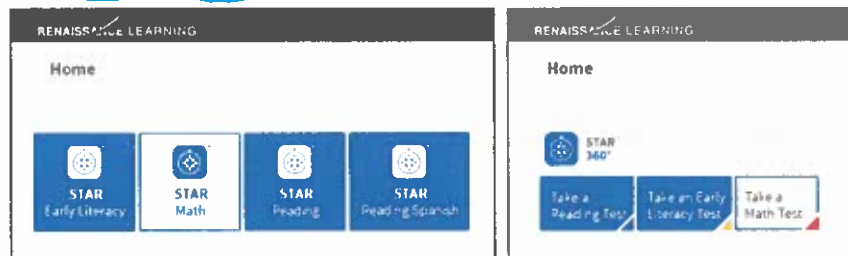 RENAISSANCE LEARNING
Home
STAR
Early Literacy
STAR
Math
STAR
Reading
STAR
Reading Spanish
RENAISSANCE LEARNING
Home
STAR
360°
Take a
Reading Test
Take an Early
Literacy Test
Take a
Math Test